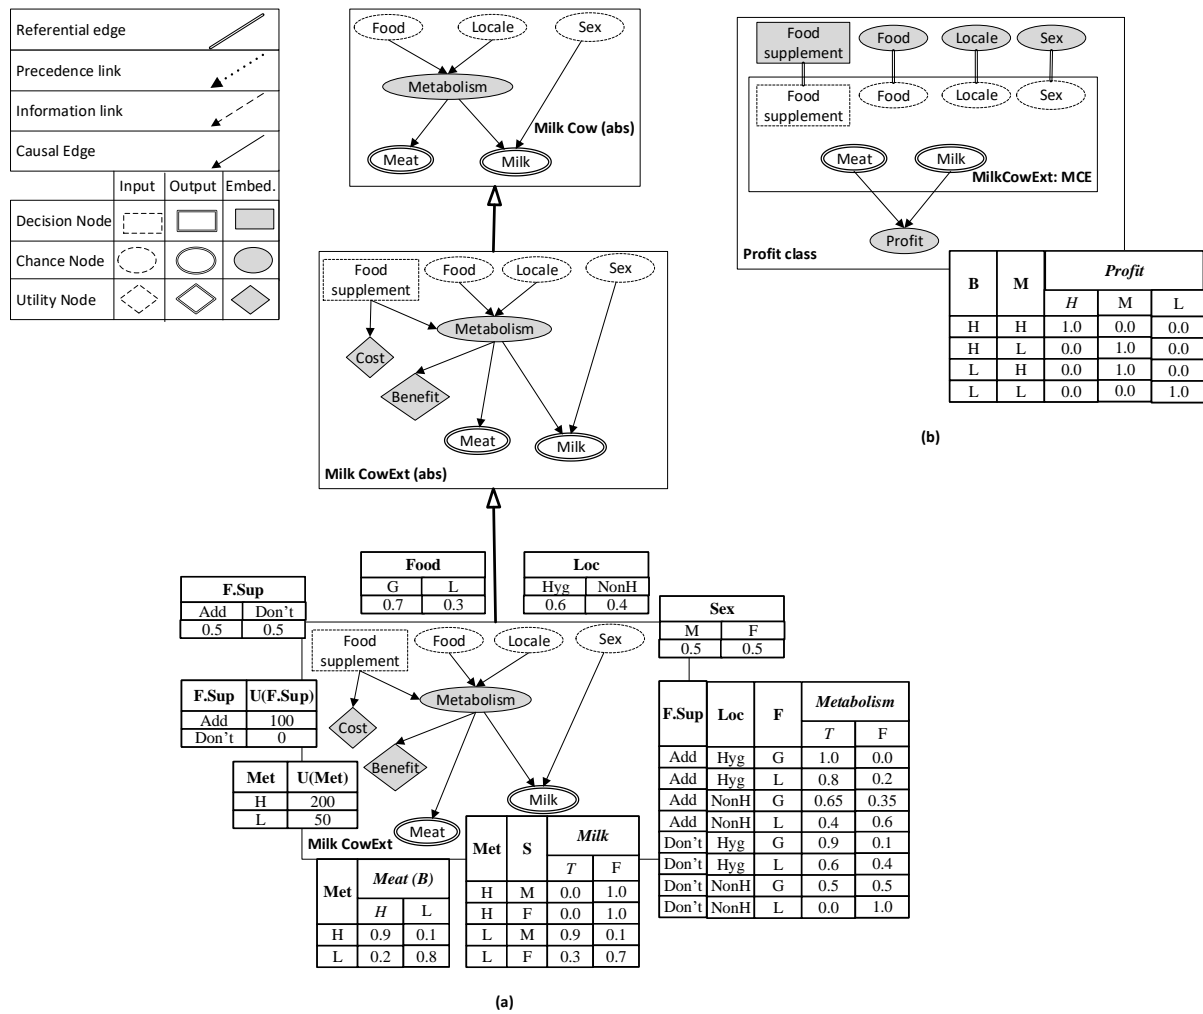 Referential edge
Precedence link
Information link
Causal Edge
Input Output Embed.
Decision Node
Chance Node
Utility Node
Food Locale Sex
Metabolism
Milk Cow (abs)
Meat Milk
Food
supplement
Food Locale Sex
Metabolism
Cost
Benefit
Meat Milk
Milk CowExt (abs)
Food
G L
0.7 0.3
Loc
Hyg NonH
0.6 0.4
F.Sup
Add Don't
0.5 0.5
Sex
M F
0.5 0.5
Food
supplement
Food Locale Sex
Metabolism
Cost
Benefit
Milk
Meat
Milk CowExt
F.Sup U(F.Sup)
Add 100
Don't 0
Met U(Met)
H 200
L 50
Met Meat (B)
H L
H 0.9 0.1
L 0.2 0.8
Met S Milk
T F
H M 0.0 1.0
H F 0.0 1.0
L M 0.9 0.1
L F 0.3 0.7
F.Sup Loc F Metabolism
T F
Add Hyg G 1.0 0.0
Add Hyg L 0.8 0.2
Add NonH G 0.65 0.35
Add NonH L 0.4 0.6
Don't Hyg G 0.9 0.1
Don't Hyg L 0.6 0.4
Don't NonH G 0.5 0.5
Don't NonH L 0.0 1.0
(a)
Food
supplement
Food Locale Sex
Food
supplement
Food Locale Sex
Meat Milk
MilkCowExt: MCE
Profit
Profit class
B M Profit
H M L
H H 1.0 0.0 0.0
H L 0.0 1.0 0.0
L H 0.0 1.0 0.0
L L 0.0 0.0 1.0
(b)